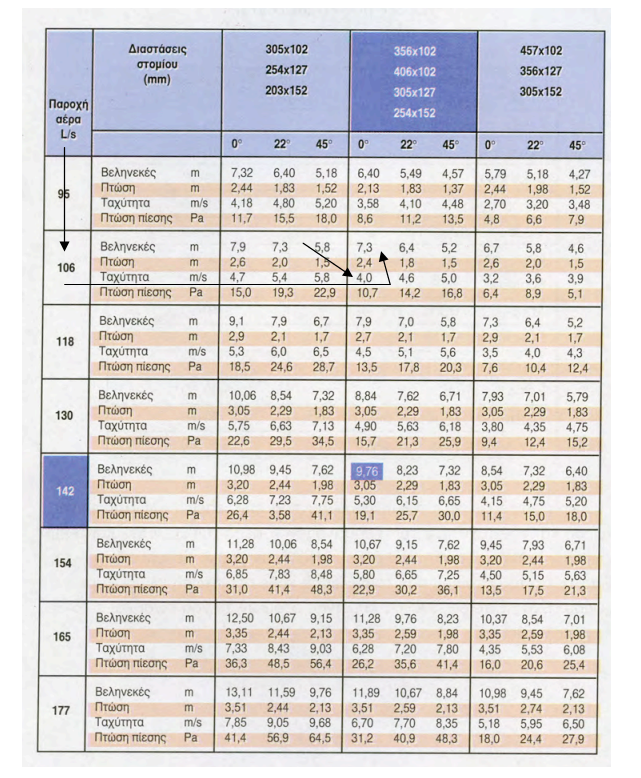 Παροχή αέρα L/s
Διαστάσεις στομίου (mm)
305x102 356x102 457x102
254x127 406x102 356x127
203x152 305x127 305x152
254x152
0° 22° 45° 0° 22° 45° 0° 22° 45°
95
Βεληνεκές m 7,32 6,40 5,18 6,40 5,49 4,57 5,79 5,18 4,27
Πτώση m 2,44 1,83 1,52 2,13 1,83 1,37 2,44 1,98 1,52
Ταχύτητα m/s 4,18 4,80 5,20 3,58 4,10 4,48 2,70 3,20 3,48
Πτώση πίεσης Pa 11,7 15,5 18,0 8,6 11,2 13,5 4,8 6,6 7,9
106
Βεληνεκές m 7,9 7,3 5,8 7,3 6,4 5,2 6,7 5,8 4,6
Πτώση m 2,6 2,0 1,5 2,4 1,8 1,5 2,6 2,0 1,5
Ταχύτητα m/s 4,7 5,4 5,8 4,0 4,6 5,0 3,2 3,6 3,9
Πτώση πίεσης Pa 15,0 19,3 22,9 10,7 14,2 16,8 6,4 8,9 5,1
118
Βεληνεκές m 9,1 7,9 6,7 7,9 7,0 5,8 7,3 6,4 5,2
Πτώση m 2,9 2,1 1,7 2,7 2,1 1,7 2,9 2,1 1,7
Ταχύτητα m/s 5,3 6,0 6,5 4,5 5,1 5,6 3,5 4,0 4,3
Πτώση πίεσης Pa 18,5 24,6 28,7 13,5 17,8 20,3 7,6 10,4 12,4
130
Βεληνεκές m 10,06 8,54 7,32 8,84 7,62 6,71 7,93 7,01 5,79
Πτώση m 3,05 2,29 1,83 3,05 2,29 1,83 3,05 2,29 1,83
Ταχύτητα m/s 5,75 6,63 7,13 4,90 5,63 6,18 3,80 4,35 4,75
Πτώση πίεσης Pa 22,6 29,5 34,5 15,7 21,3 25,9 9,4 12,4 15,2
142
Βεληνεκές m 10,98 9,45 7,62 9,76 8,23 7,32 8,54 7,32 6,40
Πτώση m 3,20 2,44 1,98 3,05 2,29 1,83 3,05 2,29 1,83
Ταχύτητα m/s 6,28 7,23 7,75 5,30 6,15 6,65 4,15 4,75 5,20
Πτώση πίεσης Pa 26,4 3,58 41,1 19,1 25,7 30,0 11,4 15,0 18,0
154
Βεληνεκές m 11,28 10,06 8,54 10,67 9,15 7,62 9,45 7,93 6,71
Πτώση m 3,20 2,44 1,98 3,20 2,44 1,98 3,20 2,44 1,98
Ταχύτητα m/s 6,85 7,83 8,48 5,80 6,65 7,25 4,50 5,15 5,63
Πτώση πίεσης Pa 31,0 41,4 48,3 22,9 30,2 36,1 13,5 17,5 21,3
165
Βεληνεκές m 12,50 10,67 9,15 11,28 9,76 8,23 10,37 8,54 7,01
Πτώση m 3,35 2,44 2,13 3,35 2,59 1,98 3,35 2,59 1,98
Ταχύτητα m/s 7,33 8,43 9,03 6,28 7,20 7,80 4,35 5,53 6,08
Πτώση πίεσης Pa 36,3 48,5 56,4 26,2 35,6 41,4 16,0 20,6 25,4
177
Βεληνεκές m 13,11 11,59 9,76 11,89 10,67 8,84 10,98 9,45 7,62
Πτώση m 3,51 2,44 2,13 3,51 2,59 2,13 3,51 2,74 2,13
Ταχύτητα m/s 7,85 9,05 9,68 6,70 7,70 8,35 5,18 5,95 6,50
Πτώση πίεσης Pa 41,4 56,9 64,5 31,2 40,9 48,3 18,0 24,4 27,9